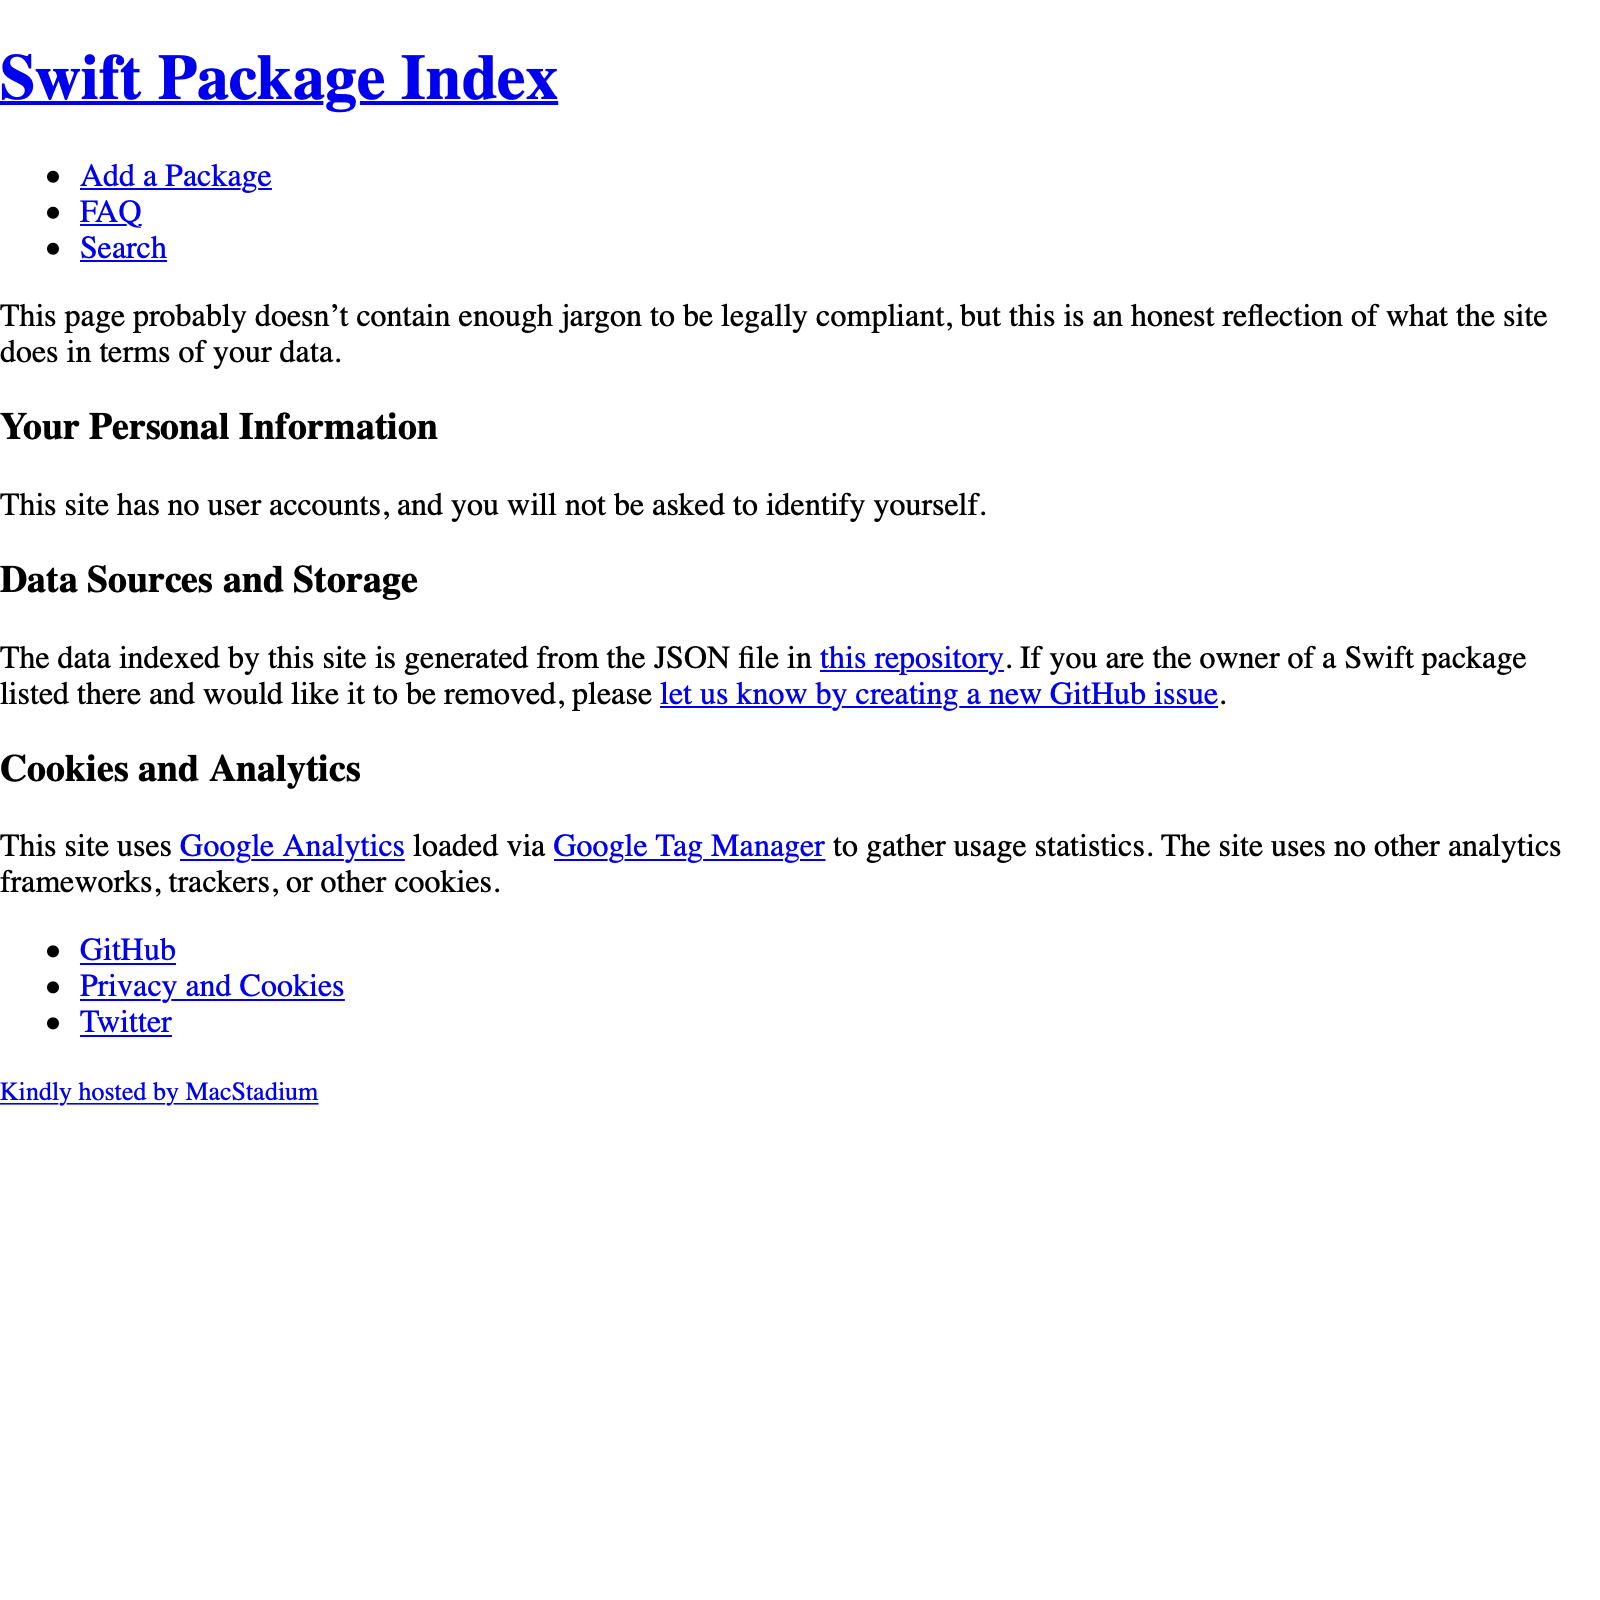 Swift Package Index
Add a Package
FAQ
Search
This page probably doesn’t contain enough jargon to be legally compliant, but this is an honest reflection of what the site
does in terms of your data.
Your Personal Information
This site has no user accounts, and you will not be asked to identify yourself.
Data Sources and Storage
The data indexed by this site is generated from the JSON file in this repository. If you are the owner of a Swift package
listed there and would like it to be removed, please let us know by creating a new GitHub issue.
Cookies and Analytics
This site uses Google Analytics loaded via Google Tag Manager to gather usage statistics. The site uses no other analytics
frameworks, trackers, or other cookies.
GitHub
Privacy and Cookies
Twitter
Kindly hosted by MacStadium